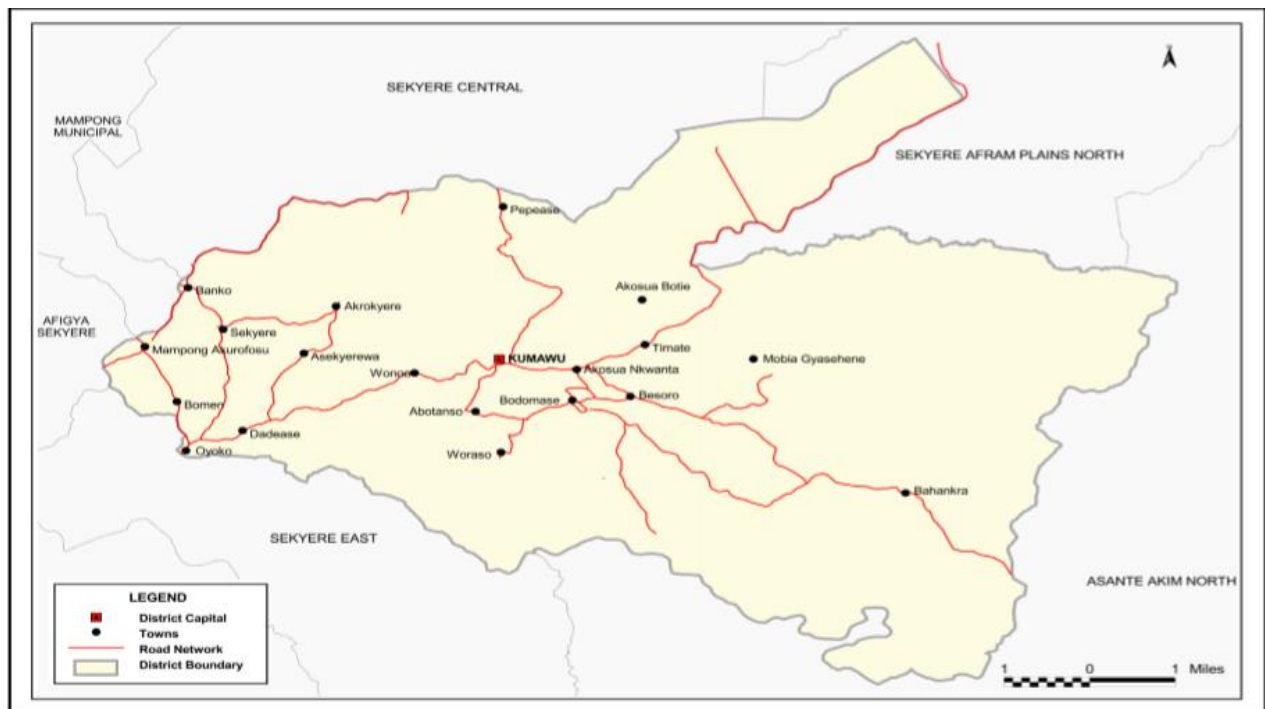 SEKYERE CENTRAL
MAMPONG
MUNICIPAL
SEKYERE AFRAM PLAINS NORTH
Pepease
Banko
Akosua Botie
Akrokyere
AFIGYA
SEKYERE
Sekyere
Mampong Axurofosu
Asekyerewa
Timate
KUMAWU
Mobia Gyasehene
Wonoo
Akosua Nkwanta
Besoro
Bomen
Bodomase
Abotanso
Dadease
Oyoko
Woraso
Bahankra
SEKYERE EAST
ASANTE AKIM NORTH
LEGEND
District Capital
Towns
Road Network
District Boundary
1 0 1 Miles